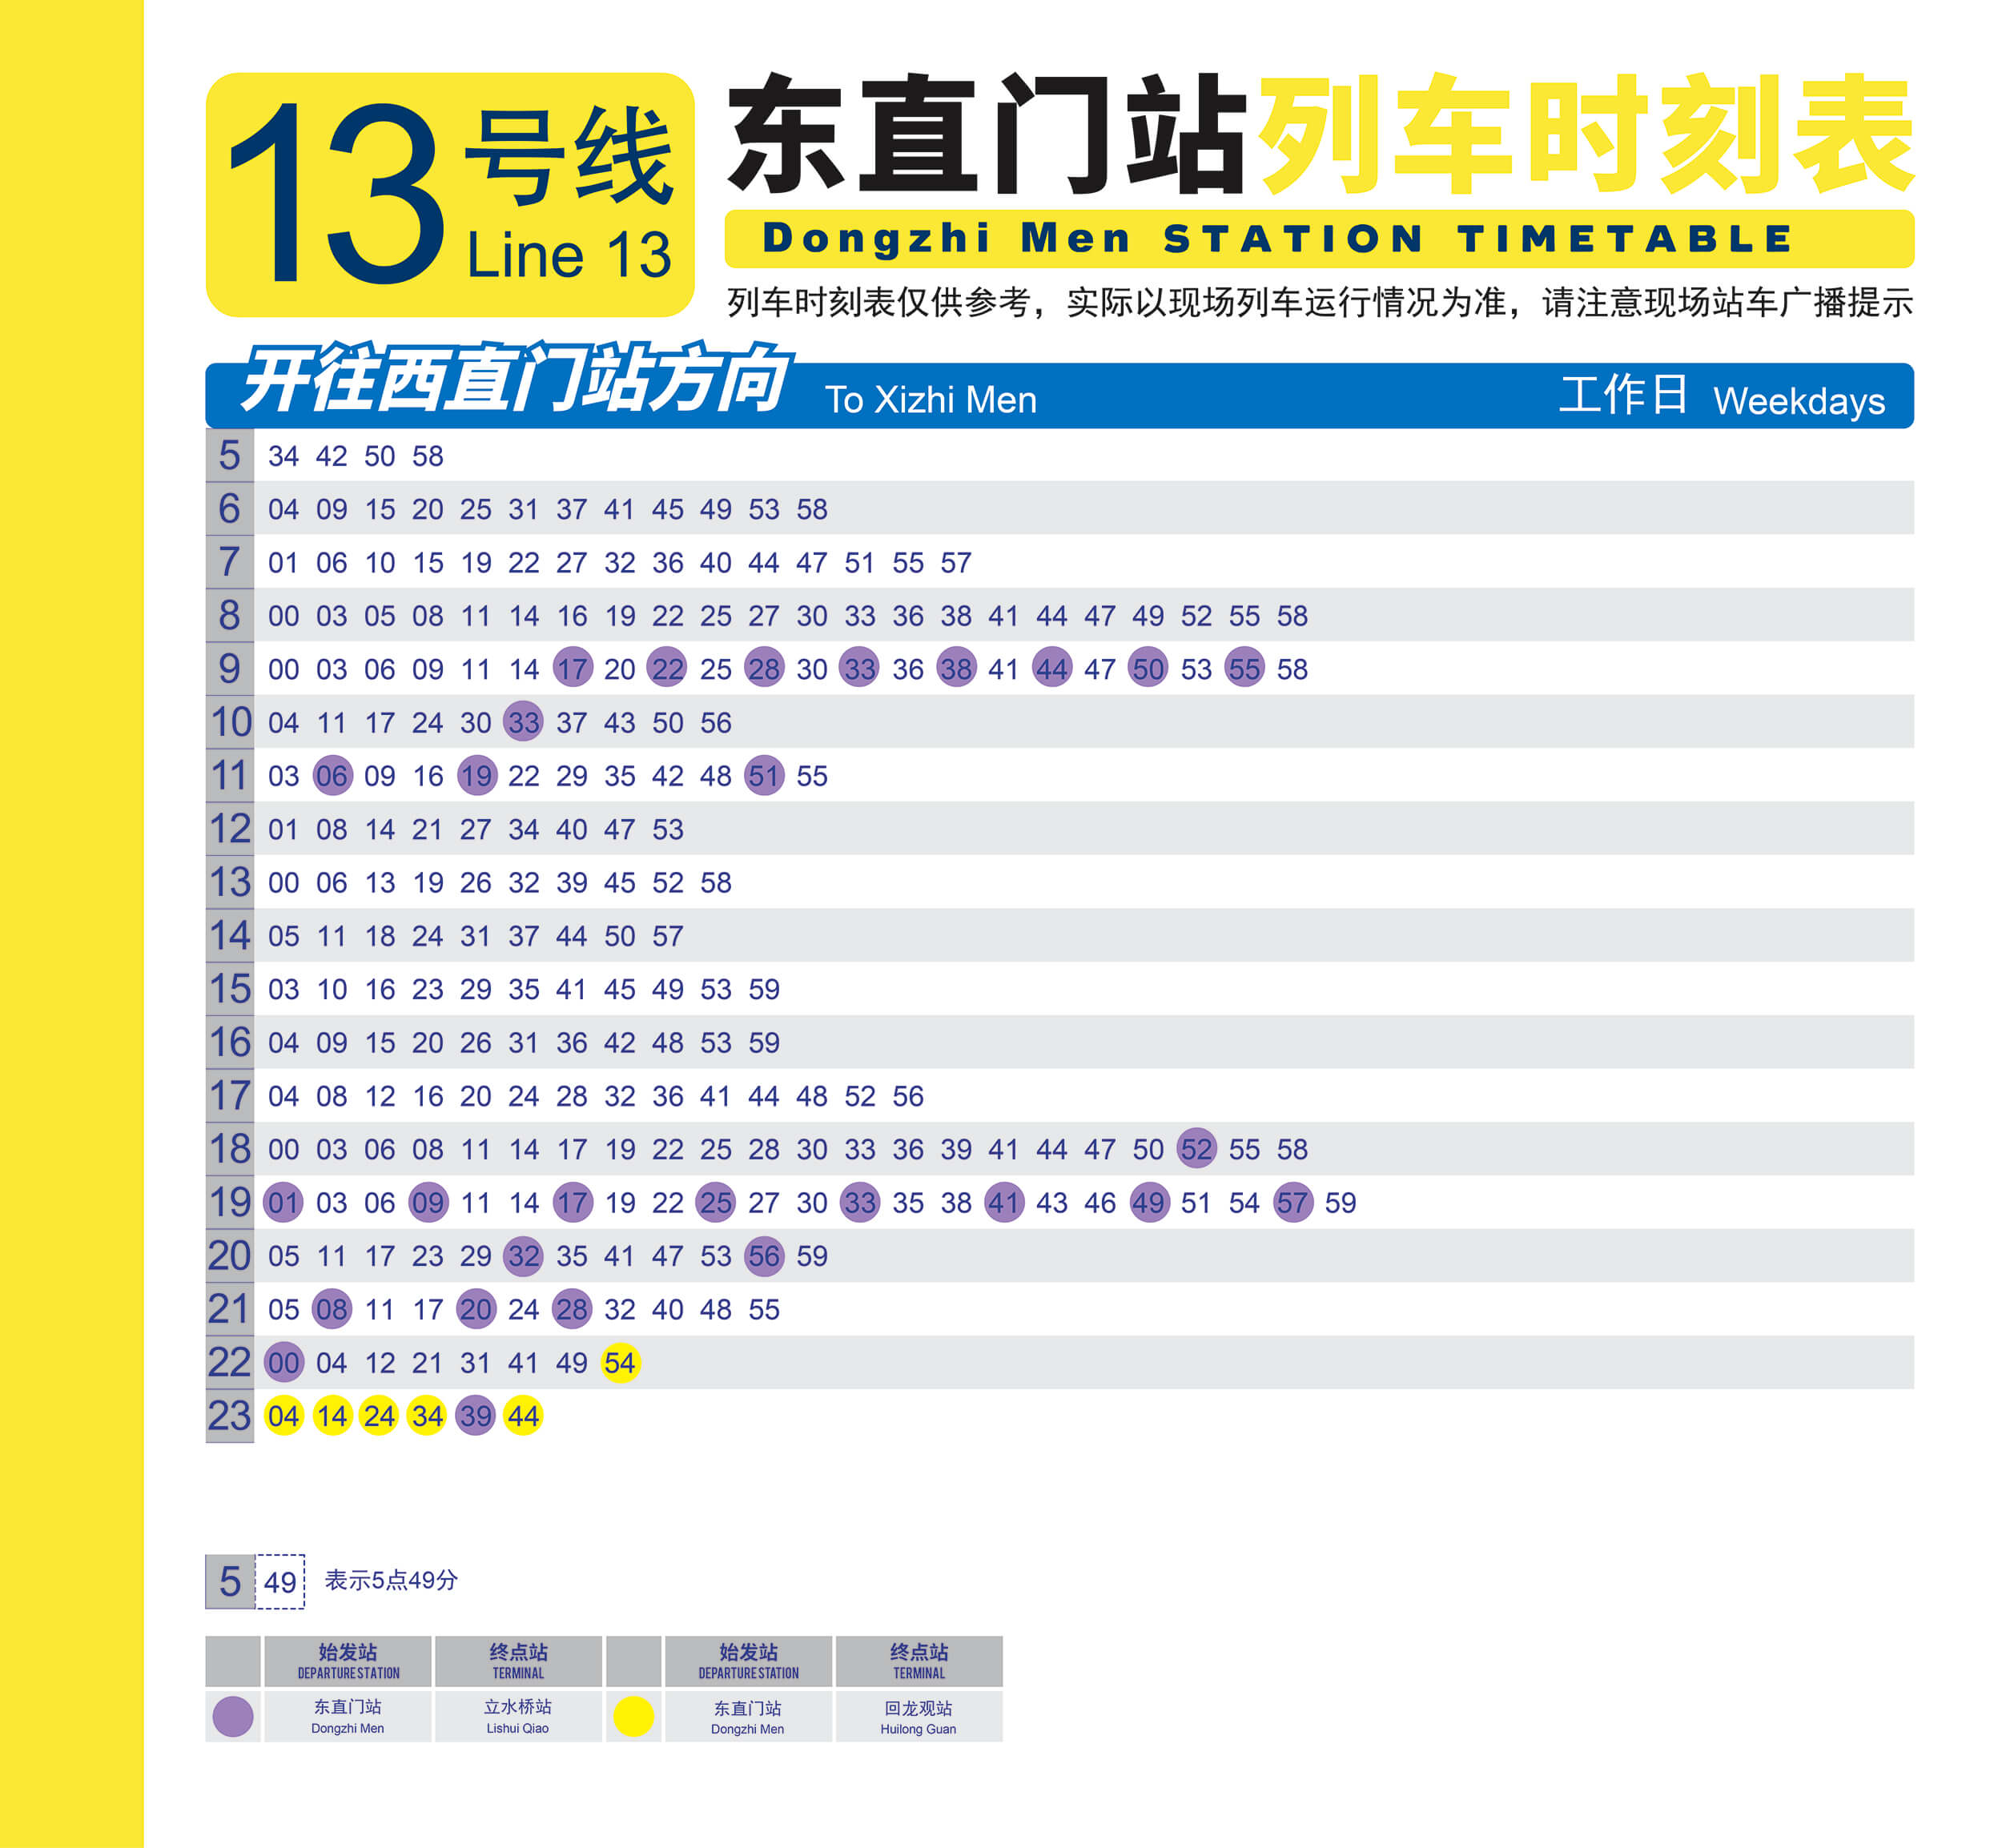 13号线
Line 13
东直门站列车时刻表
Dongzhi Men STATION TIMETABLE
列车时刻表仅供参考，实际以现场列车运行情况为准，请注意现场站车广播提示
开往西直门站方向 To Xizhi Men 工作日 Weekdays
5 34 42 50 58
6 04 09 15 20 25 31 37 41 45 49 53 58
7 01 06 10 15 19 22 27 32 36 40 44 47 51 55 57
8 00 03 05 08 11 14 16 19 22 25 27 30 33 36 38 41 44 47 49 52 55 58
9 00 03 06 09 11 14 17 20 22 25 28 30 33 36 38 41 44 47 50 53 55 58
10 04 11 17 24 30 33 37 43 50 56
11 03 06 09 16 19 22 29 35 42 48 51 55
12 01 08 14 21 27 34 40 47 53
13 00 06 13 19 26 32 39 45 52 58
14 05 11 18 24 31 37 44 50 57
15 03 10 16 23 29 35 41 45 49 53 59
16 04 09 15 20 26 31 36 42 48 53 59
17 04 08 12 16 20 24 28 32 36 41 44 48 52 56
18 00 03 06 08 11 14 17 19 22 25 28 30 33 36 39 41 44 47 50 52 55 58
19 01 03 06 09 11 14 17 19 22 25 27 30 33 35 38 41 43 46 49 51 54 57 59
20 05 11 17 23 29 32 35 41 47 53 56 59
21 05 08 11 17 20 24 28 32 40 48 55
22 00 04 12 21 31 41 49 54
23 04 14 24 34 39 44
5 49 表示5点49分
始发站 终点站 始发站 终点站
DEPARTURE STATION TERMINAL DEPARTURE STATION TERMINAL
东直门站 立水桥站 东直门站 回龙观站
Dongzhi Men Lishui Qiao Dongzhi Men Huilong Guan